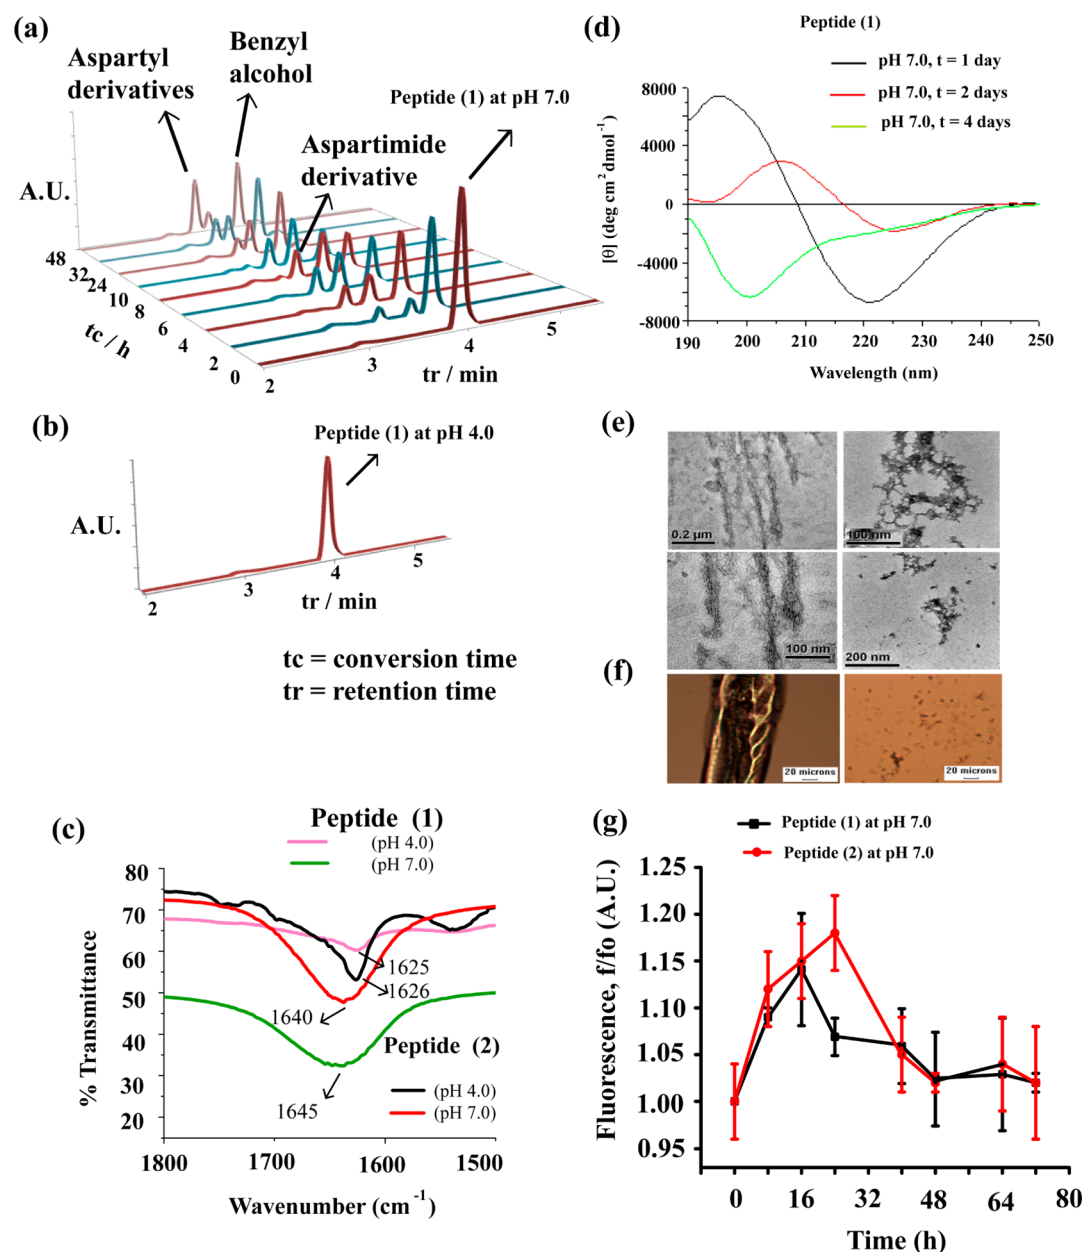 (a)
Aspartyl
derivatives
Benzyl
alcohol
Peptide (1) at pH 7.0
Aspartimide
derivative
A.U.
48
32
24
10
8
6
4
2
0
tc / h
2
3
4
5
tr / min
(b)
Peptide (1) at pH 4.0
A.U.
2
3
4
5
tr / min
tc = conversion time
tr = retention time
(c)
Peptide (1)
(pH 4.0)
(pH 7.0)
80
70
60
50
40
30
20
% Transmittance
1625
1626
1640
1645
Peptide (2)
(pH 4.0)
(pH 7.0)
1800
1700
1600
1500
Wavenumber (cm⁻¹)
(d)
Peptide (1)
pH 7.0, t = 1 day
pH 7.0, t = 2 days
pH 7.0, t = 4 days
8000
4000
0
-4000
-8000
[θ] (deg cm² dmol⁻¹)
190 200 210 220 230 240 250
Wavelength (nm)
(e)
0.2 µm
100 nm
100 nm
200 nm
(f)
20 microns
20 microns
(g)
Peptide (1) at pH 7.0
Peptide (2) at pH 7.0
1.25
1.20
1.15
1.10
1.05
1.00
0.95
Fluorescence, f/fo (A.U.)
0 16 32 48 64 80
Time (h)